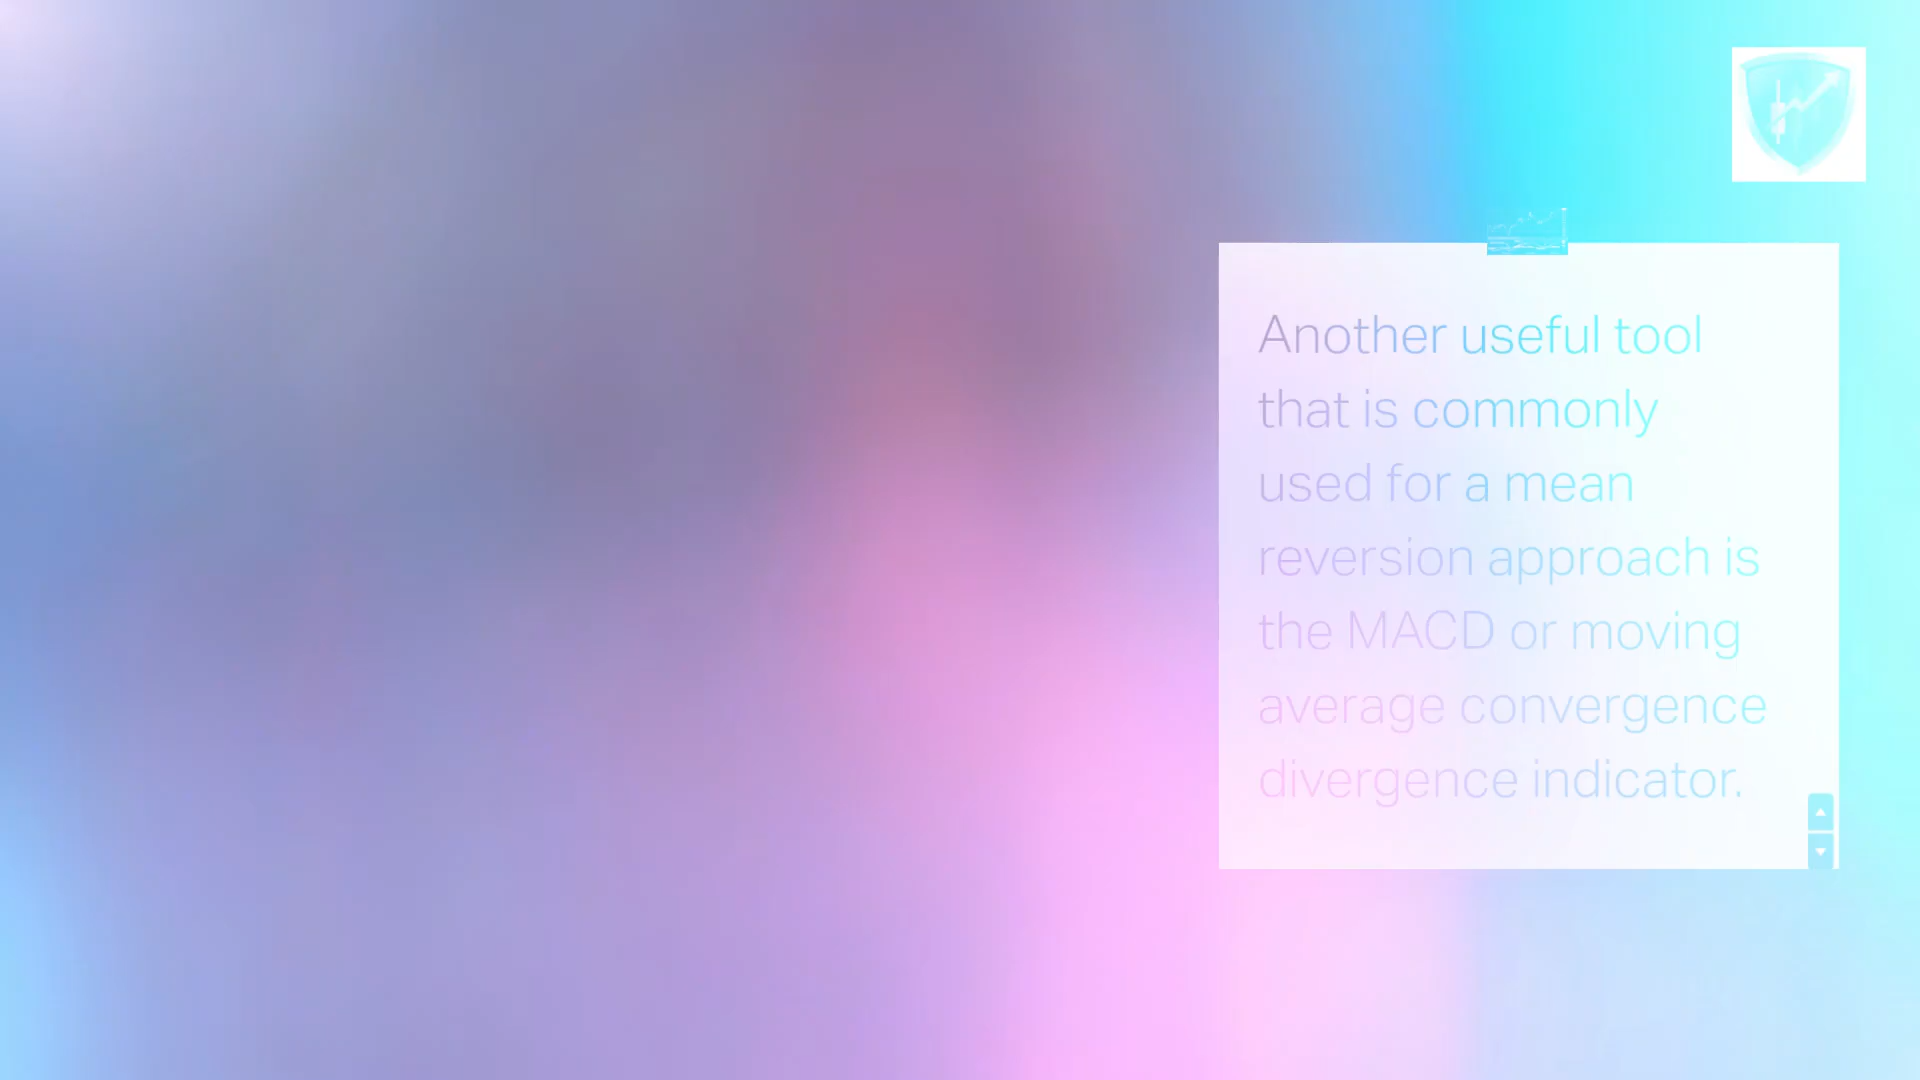 Another useful tool
that is commonly
used for a mean
reversion approach is
the MACD or moving
average convergence
divergence indicator.